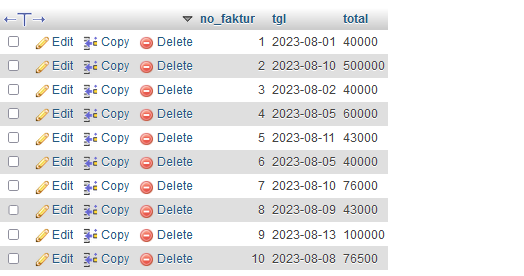 no_faktur tgl total
Edit Copy Delete 1 2023-08-01 40000
Edit Copy Delete 2 2023-08-10 500000
Edit Copy Delete 3 2023-08-02 40000
Edit Copy Delete 4 2023-08-05 60000
Edit Copy Delete 5 2023-08-11 43000
Edit Copy Delete 6 2023-08-05 40000
Edit Copy Delete 7 2023-08-10 76000
Edit Copy Delete 8 2023-08-09 43000
Edit Copy Delete 9 2023-08-13 100000
Edit Copy Delete 10 2023-08-08 76500